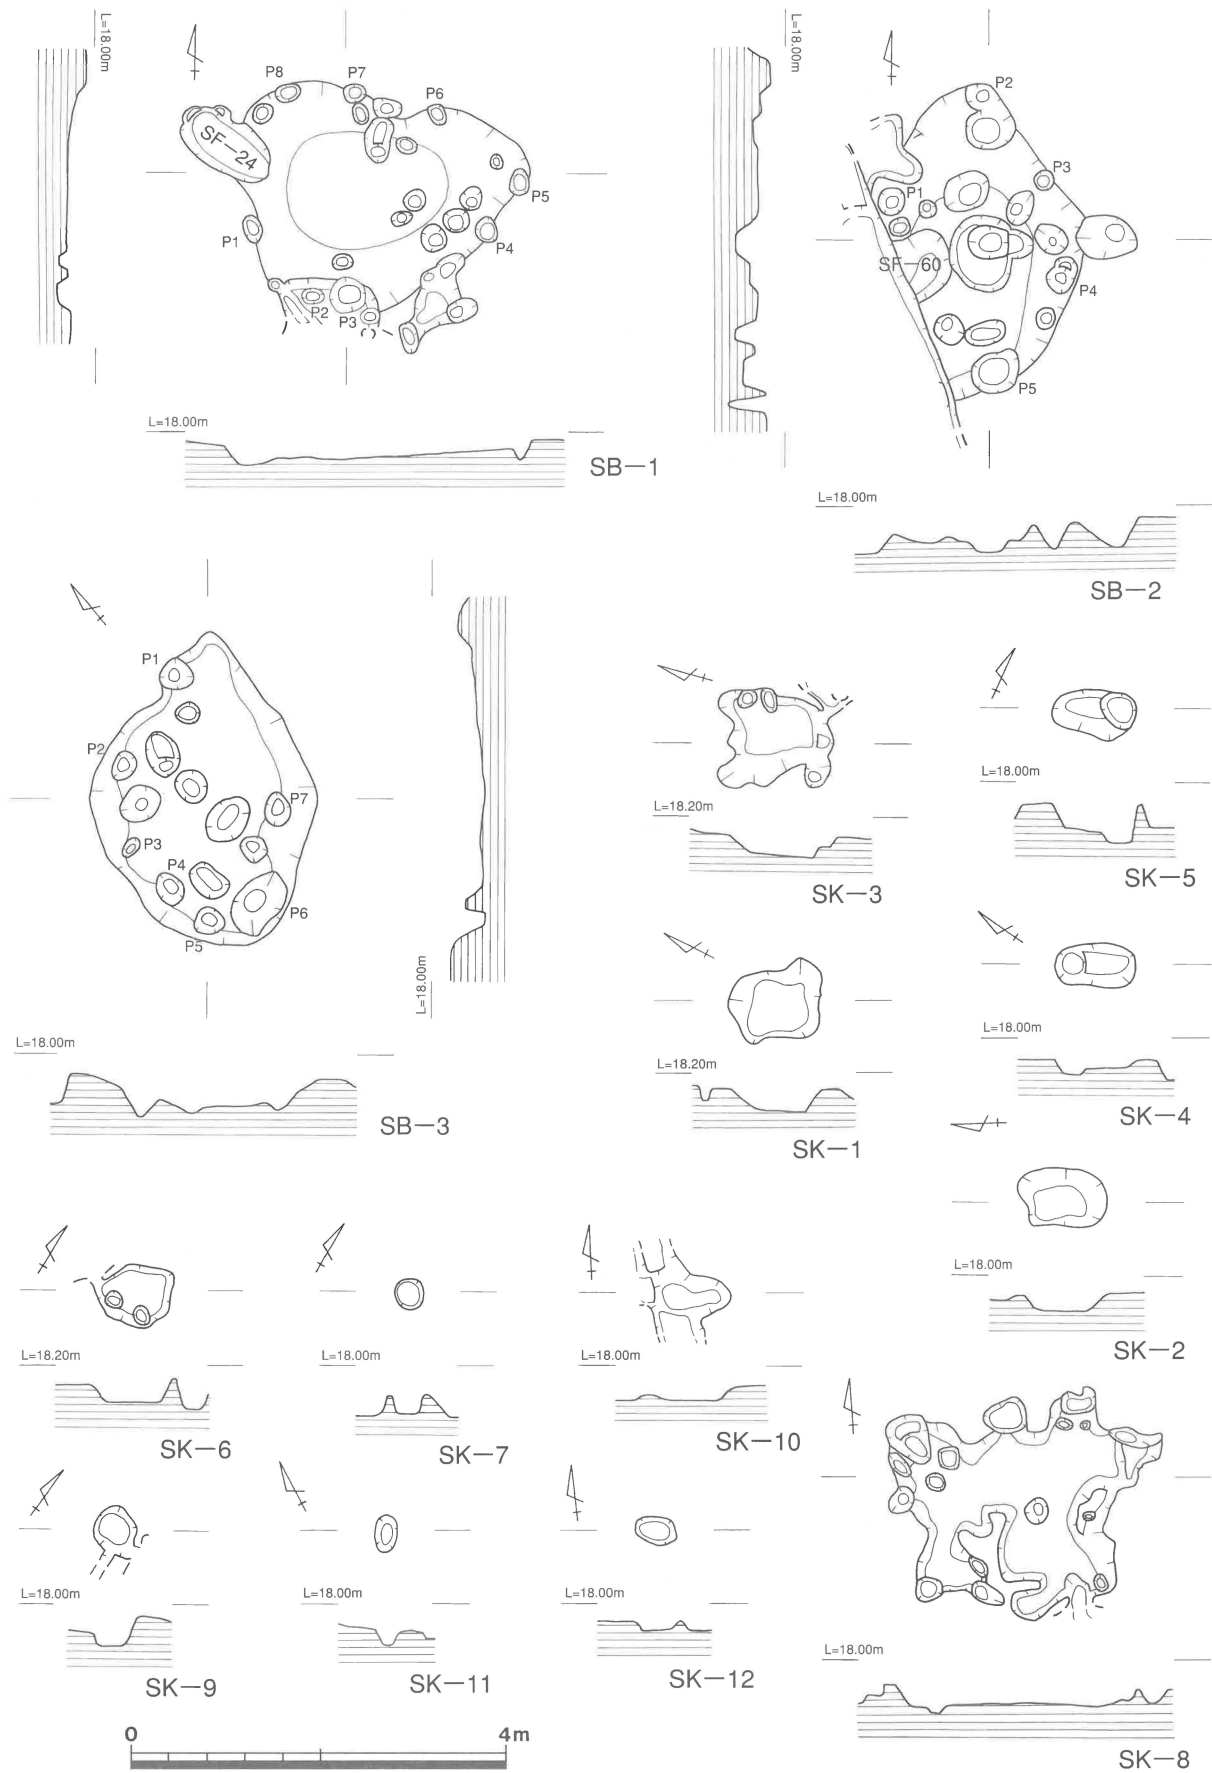 L=18.00m
P8
P7
P6
SF—24
P5
P1
P4
P2
P3
L=18.00m
SB—1
L=18.00m
P2
P3
P1
SF—60
P4
P5
L=18.00m
SB—2
P1
P2
P7
P3
P4
P6
P5
L=18.00m
L=18.00m
SB—3
L=18.20m
SK—3
L=18.00m
SK—5
L=18.20m
SK—1
L=18.00m
SK—4
L=18.00m
SK—2
L=18.20m
SK—6
L=18.00m
SK—7
L=18.00m
SK—10
L=18.00m
SK—9
L=18.00m
SK—11
L=18.00m
SK—12
L=18.00m
SK—8
0 4m